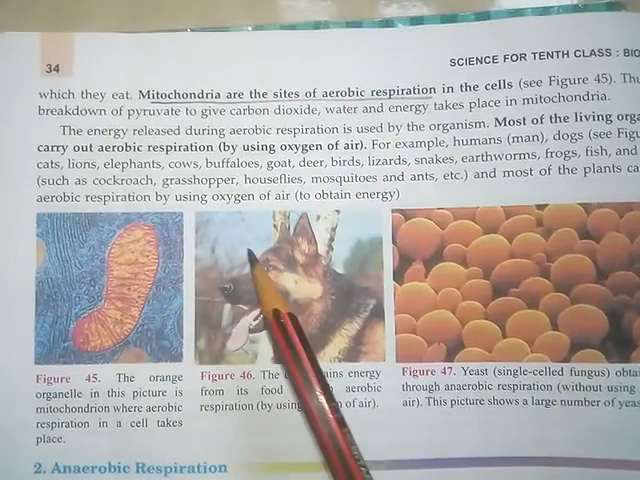 34
SCIENCE FOR TENTH CLASS : BIO
which they eat. Mitochondria are the sites of aerobic respiration in the cells (see Figure 45). Thu
breakdown of pyruvate to give carbon dioxide, water and energy takes place in mitochondria.
The energy released during aerobic respiration is used by the organism. Most of the living orga
carry out aerobic respiration (by using oxygen of air). For example, humans (man), dogs (see Figu
cats, lions, elephants, cows, buffaloes, goat, deer, birds, lizards, snakes, earthworms, frogs, fish, and
(such as cockroach, grasshopper, houseflies, mosquitoes and ants, etc.) and most of the plants ca
aerobic respiration by using oxygen of air (to obtain energy)
Figure 45. The orange
organelle in this picture is
mitochondrion where aerobic
respiration in a cell takes
place.
Figure 46. The ains energy
from its food aerobic
respiration (by using n of air).
Figure 47. Yeast (single-celled fungus) obtai
through anaerobic respiration (without using
air). This picture shows a large number of yeas
2. Anaerobic Respiration